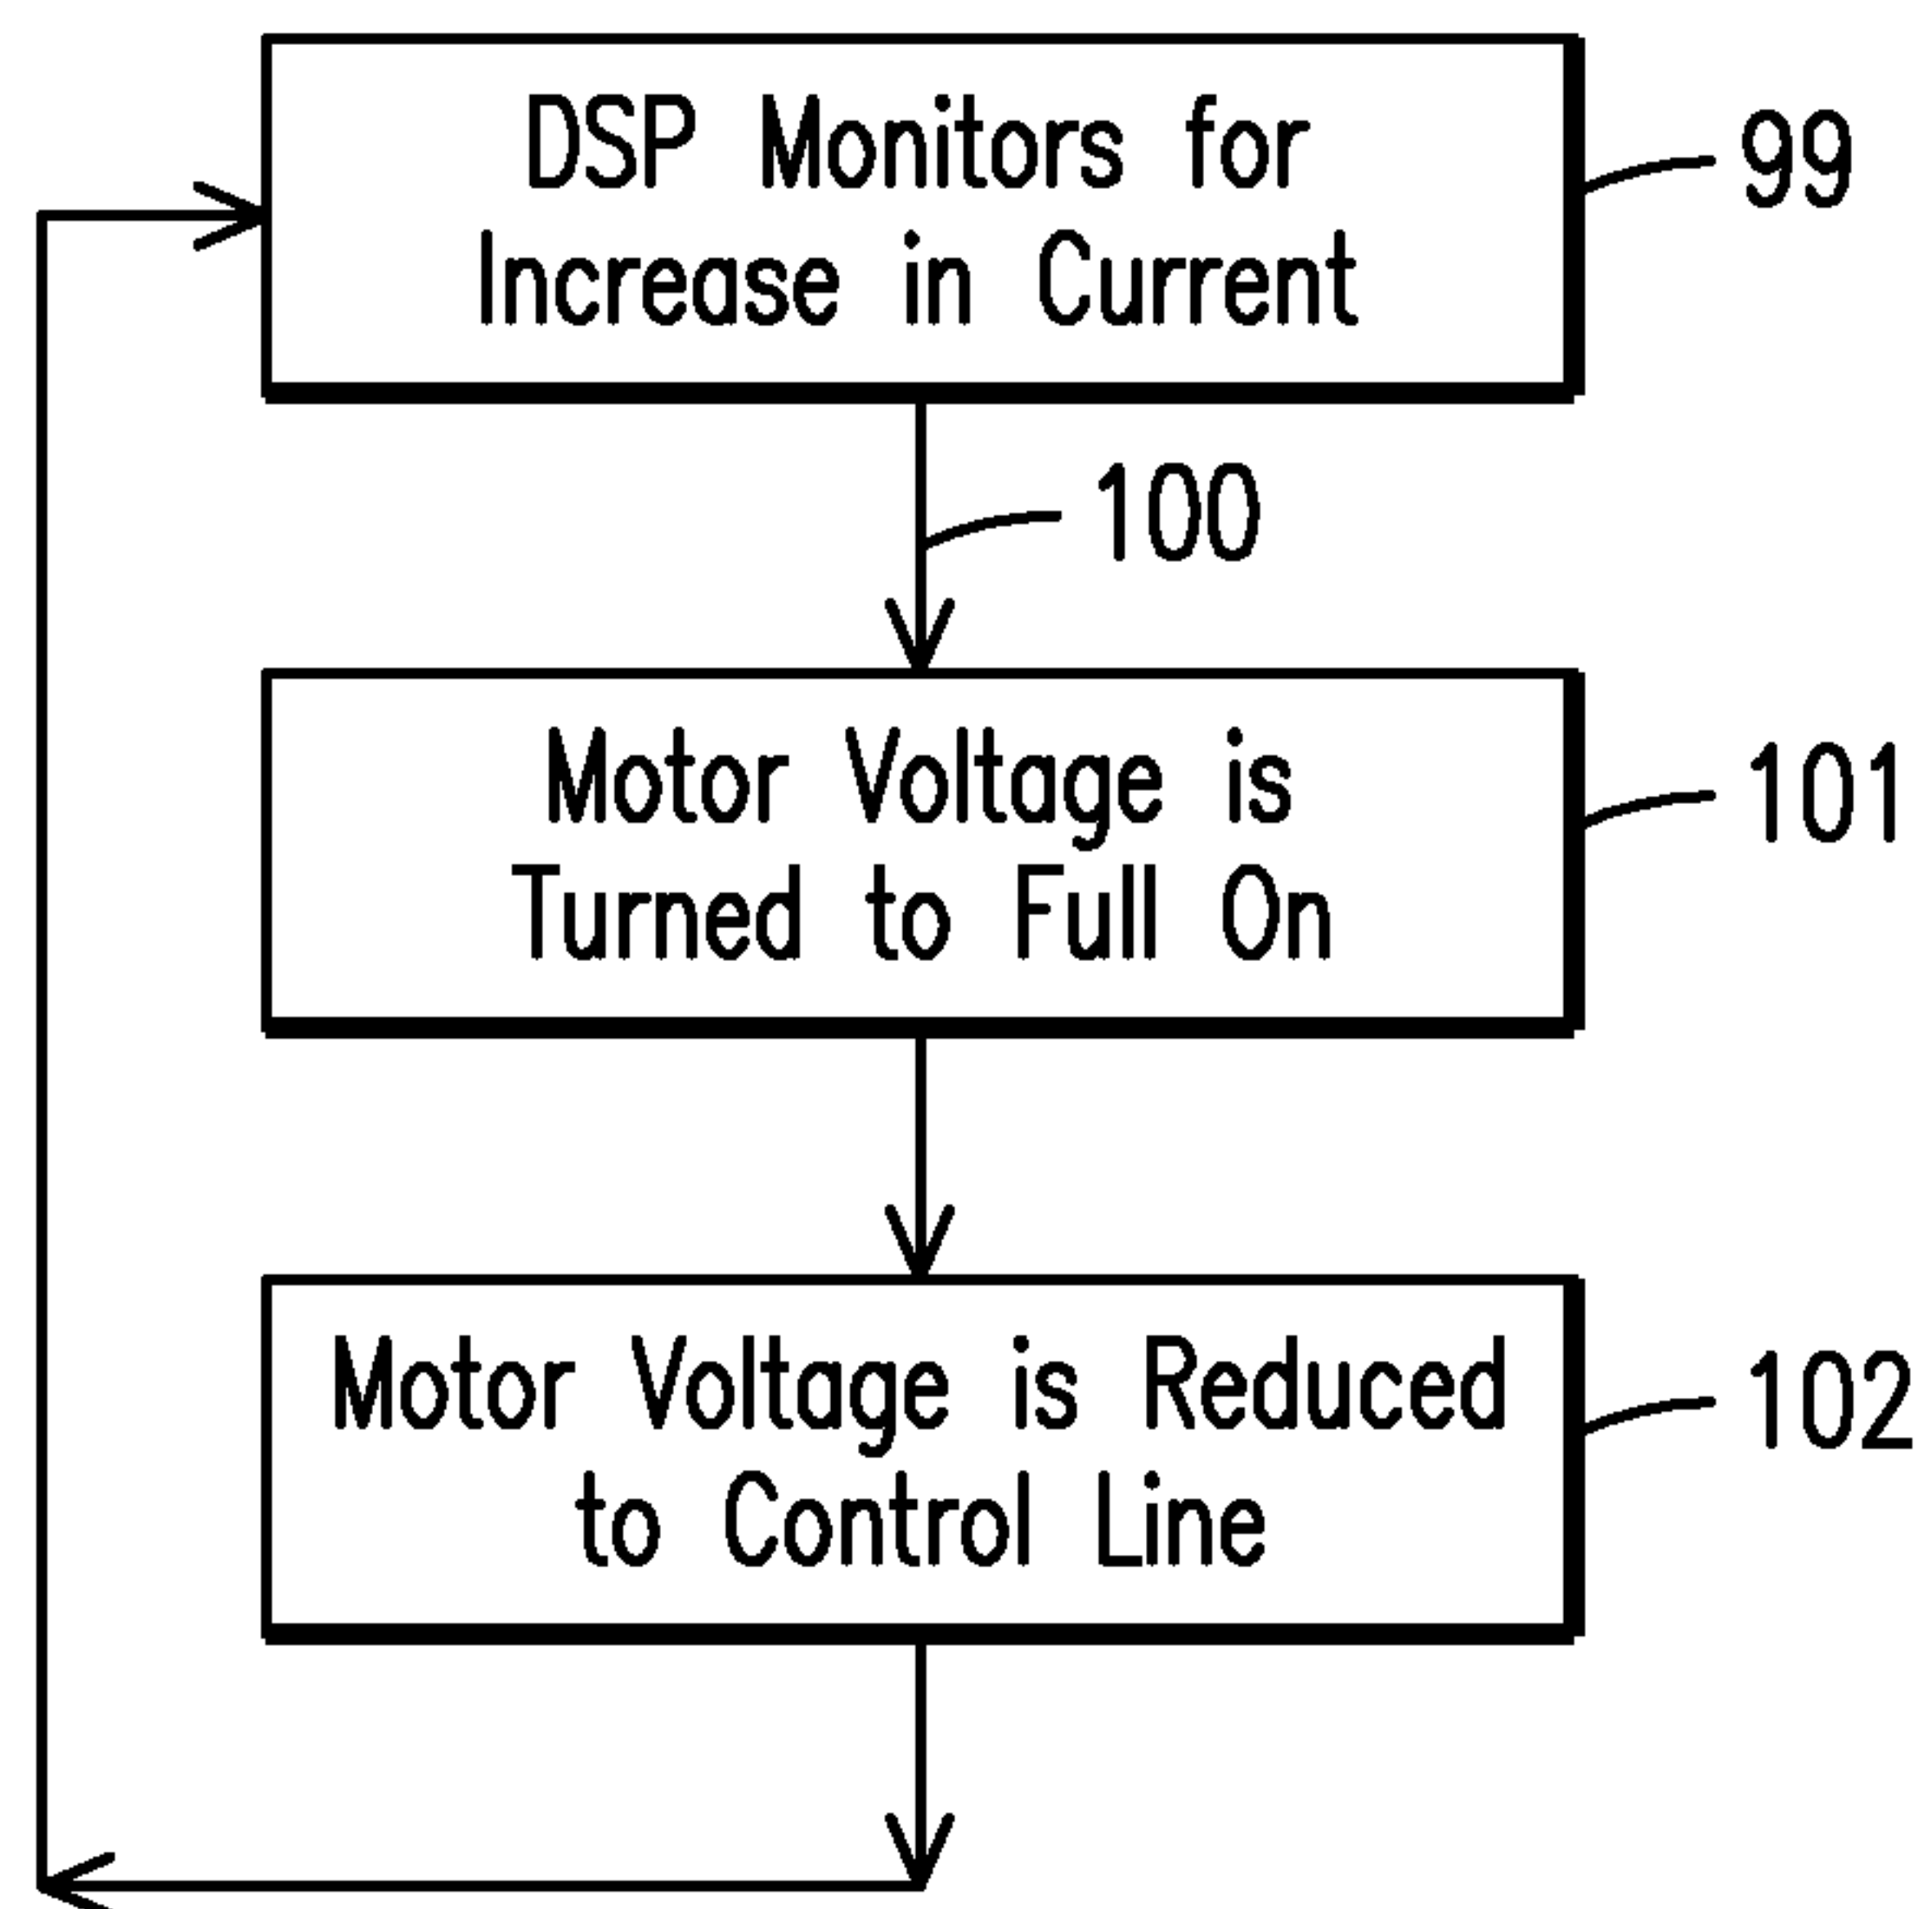 DSP Monitors for
Increase in Current
99
100
Motor Voltage is
Turned to Full On
101
Motor Voltage is Reduced
to Control Line
102